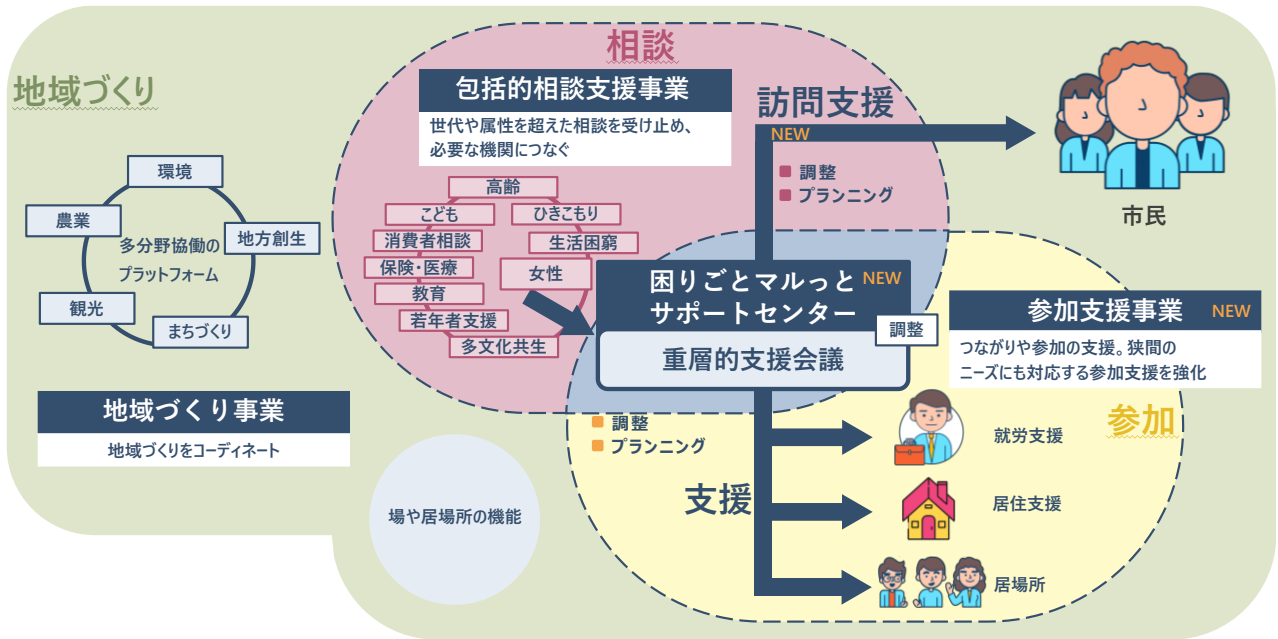 地域づくり
環境
農業
地方創生
多分野協働の
プラットフォーム
観光
まちづくり
地域づくり事業
地域づくりをコーディネート
相談
包括的相談支援事業
世代や属性を超えた相談を受け止め、
必要な機関につなぐ
高齢
こども
ひきこもり
消費者相談
生活困窮
保険・医療
女性
教育
若年者支援
多文化共生
訪問支援
NEW
調整
プランニング
市民
困りごとマルっと
サポートセンター
NEW
調整
重層的支援会議
参加支援事業
NEW
つながりや参加の支援。狭間の
ニーズにも対応する参加支援を強化
参加
調整
プランニング
支援
就労支援
居住支援
居場所
場や居場所の機能